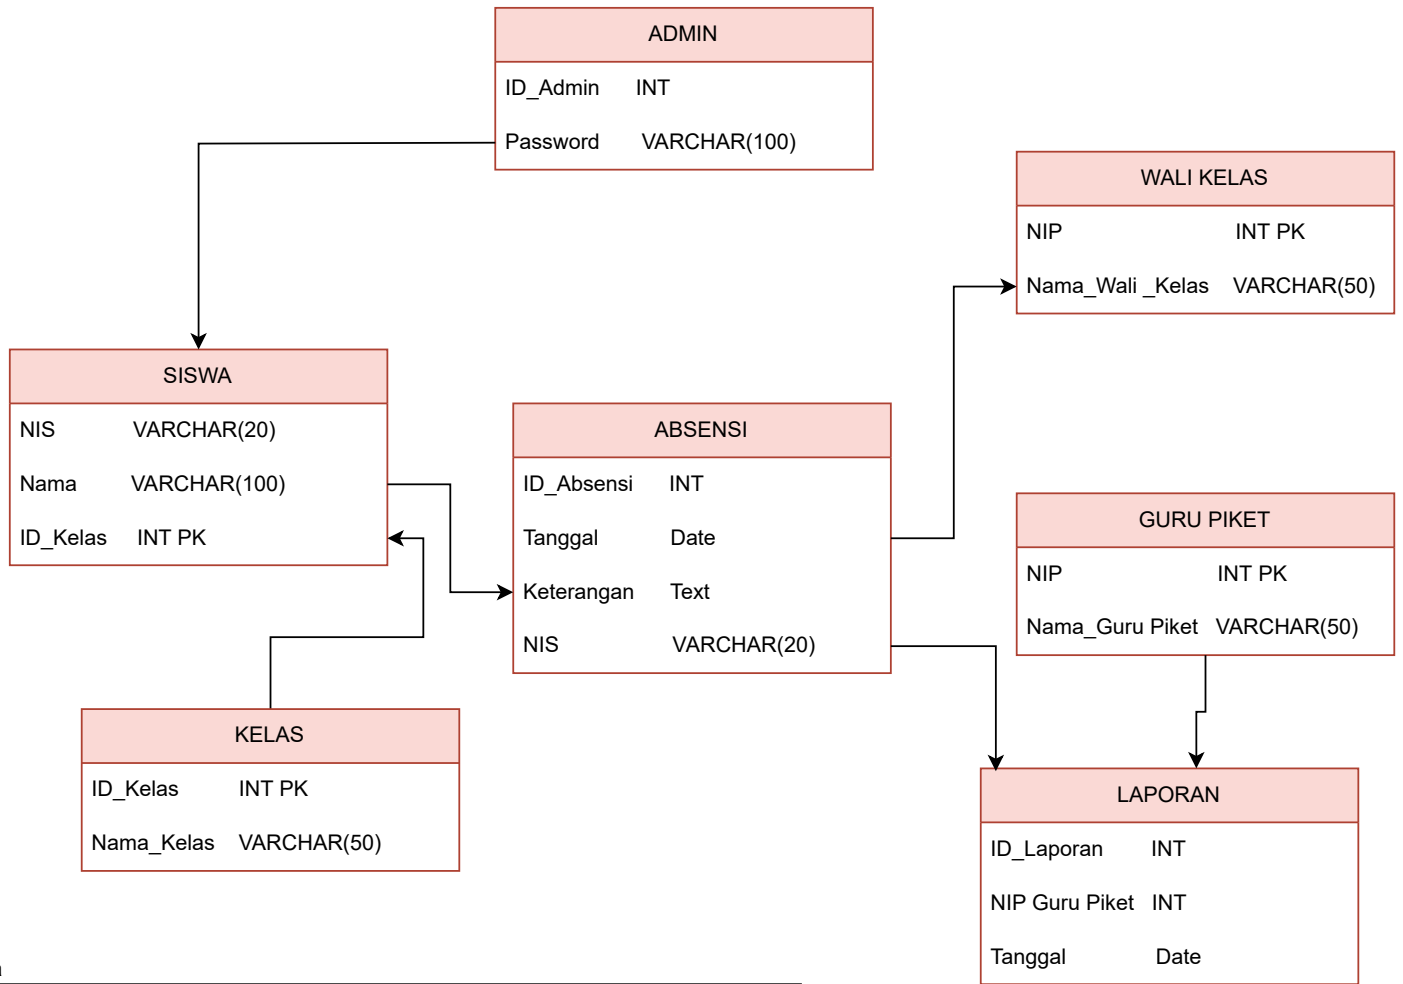 ADMIN
ID_Admin INT
Password VARCHAR(100)
WALI KELAS
NIP INT PK
Nama_Wali _Kelas VARCHAR(50)
SISWA
NIS VARCHAR(20)
Nama VARCHAR(100)
ID_Kelas INT PK
ABSENSI
ID_Absensi INT
Tanggal Date
Keterangan Text
NIS VARCHAR(20)
GURU PIKET
NIP INT PK
Nama_Guru Piket VARCHAR(50)
KELAS
ID_Kelas INT PK
Nama_Kelas VARCHAR(50)
LAPORAN
ID_Laporan INT
NIP Guru Piket INT
Tanggal Date